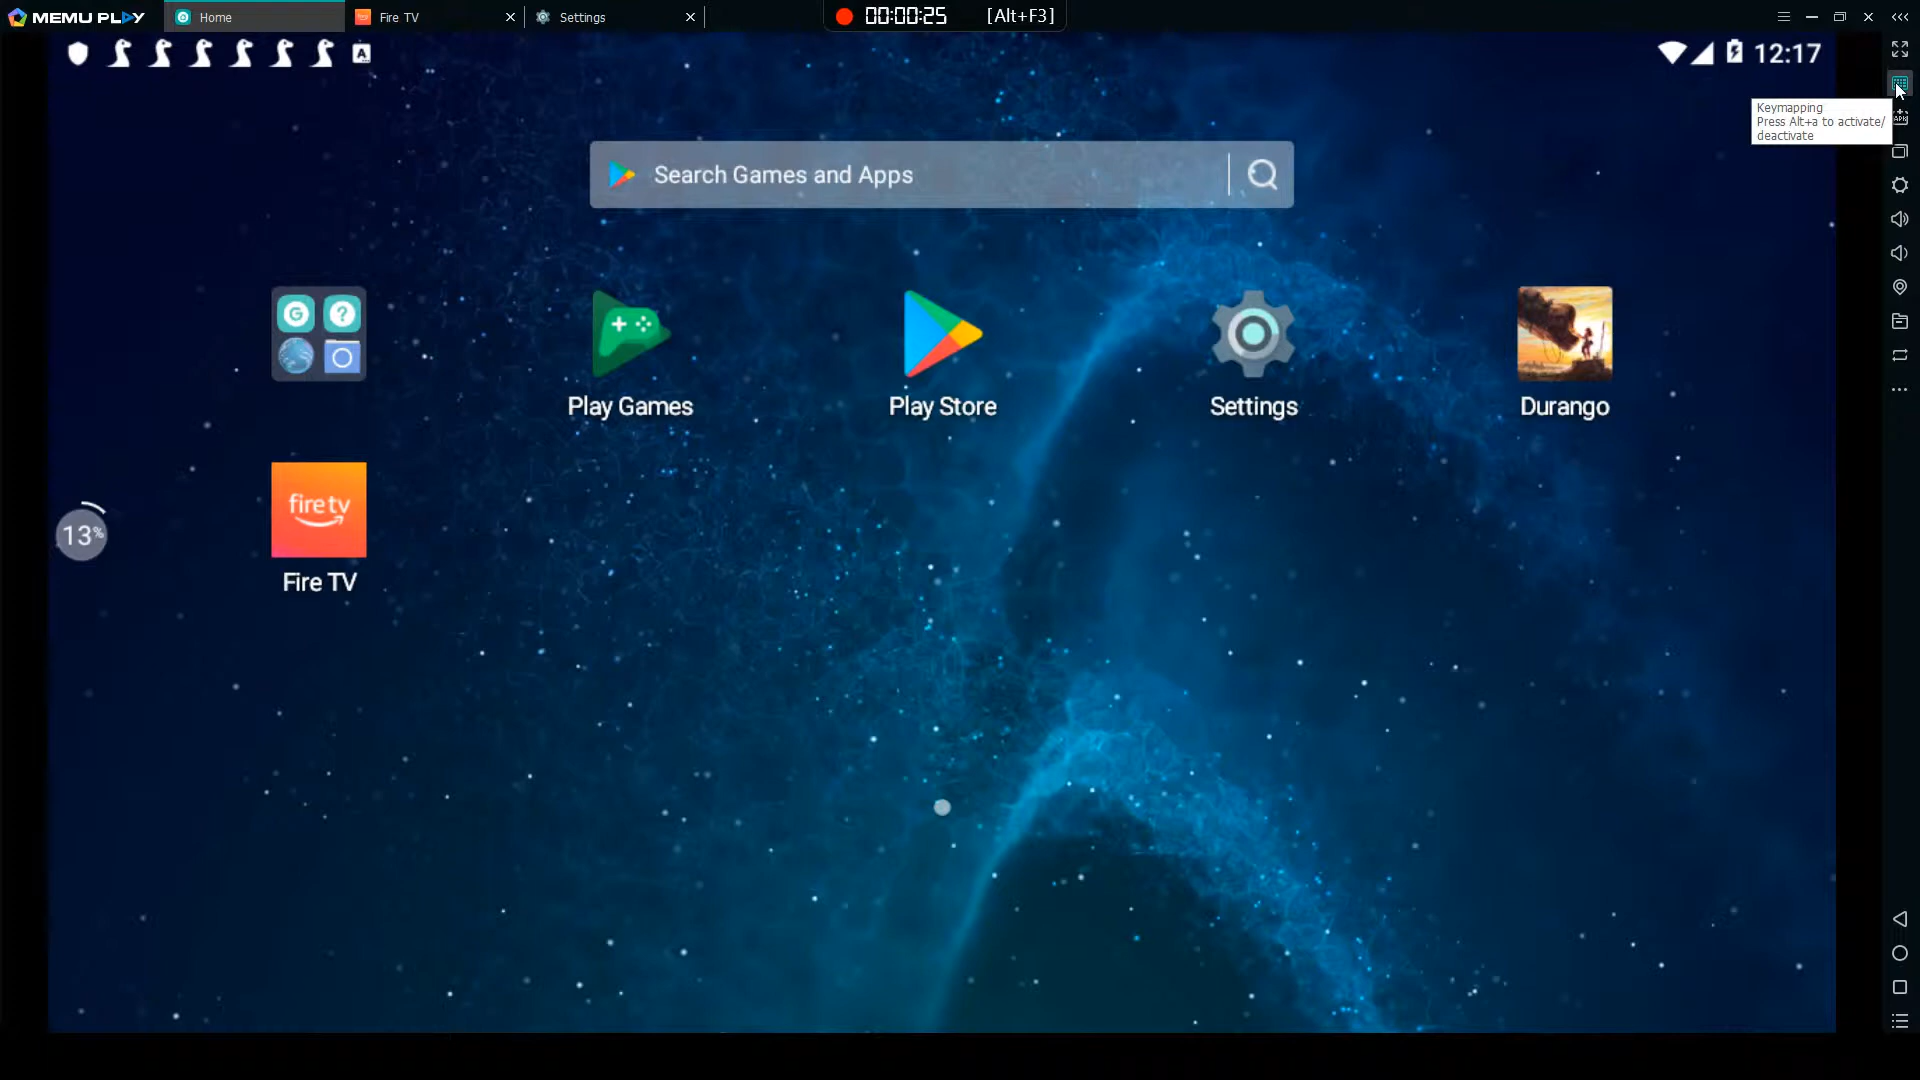 MEMU PLAY
Home
Fire TV
Settings
00:00:25
[Alt+F3]
A
12:17
Keymapping
Press Alt+a to activate/
deactivate
APK
Search Games and Apps
G
?
Play Games
Play Store
Settings
Durango
fire tv
Fire TV
13%